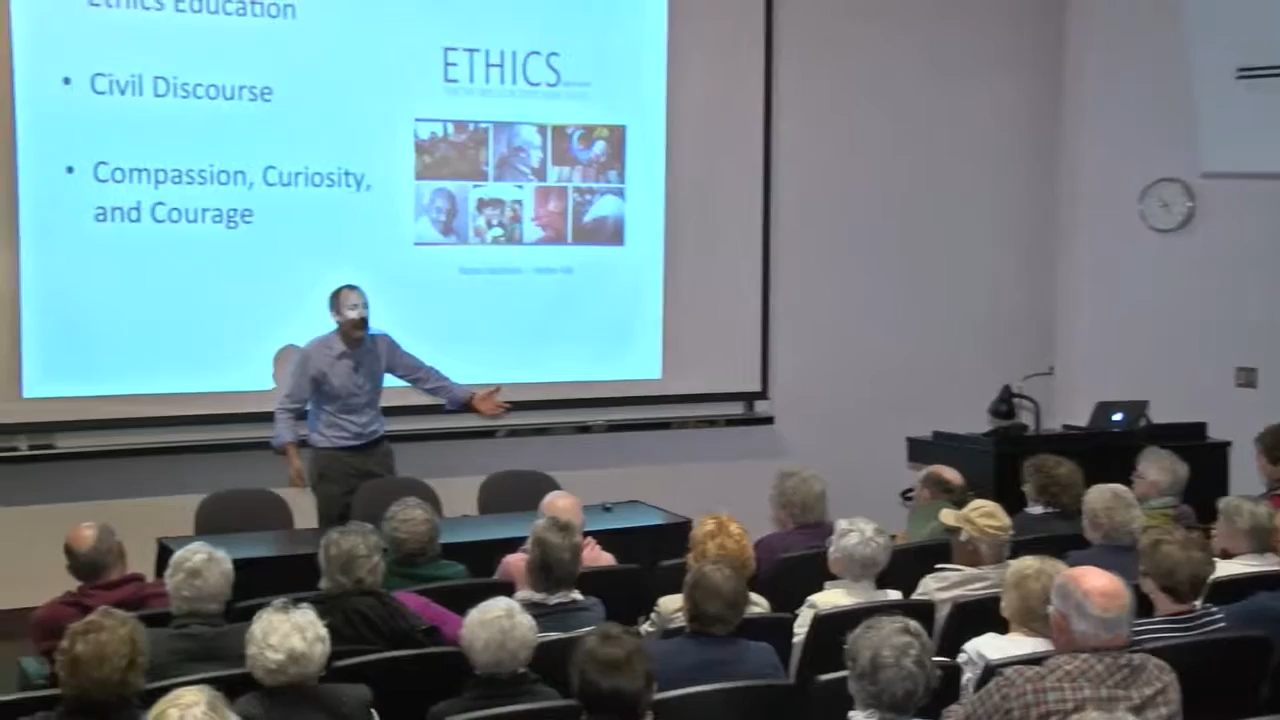 Ethics Education
• Civil Discourse
• Compassion, Curiosity,
and Courage
ETHICS